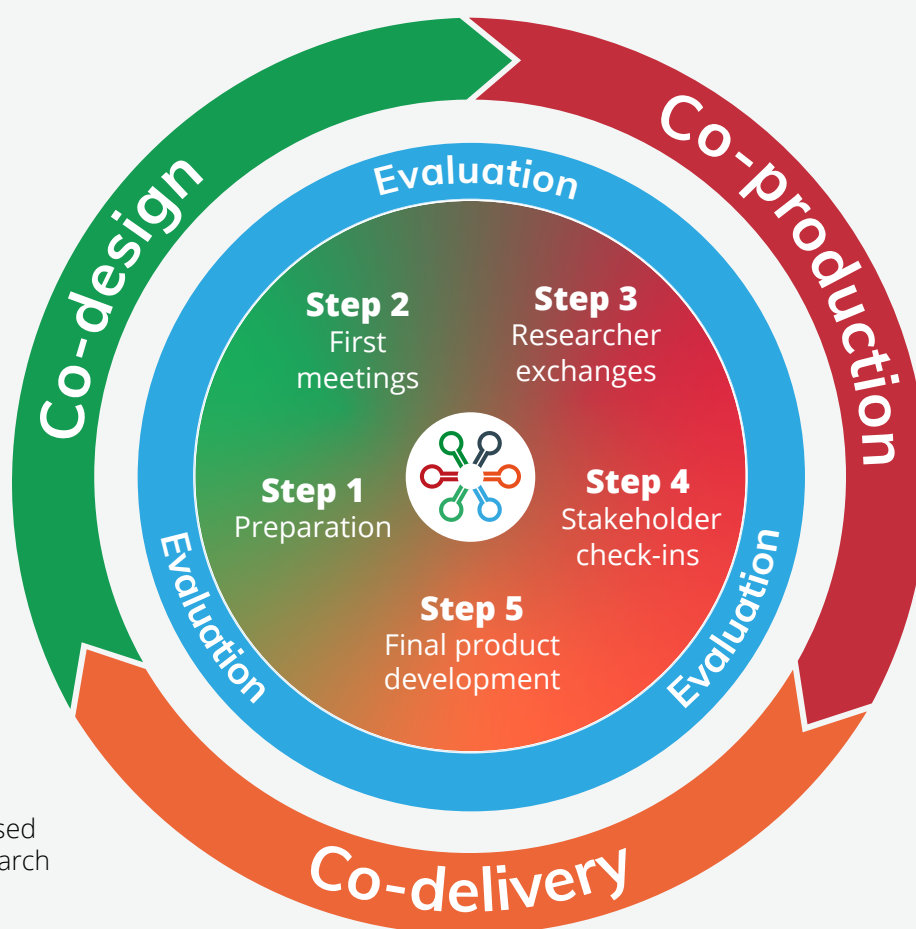 Co-design
Co-production
Co-delivery
Evaluation
Evaluation
Evaluation
Step 1
Preparation
Step 2
First
meetings
Step 3
Researcher
exchanges
Step 4
Stakeholder
check-ins
Step 5
Final product
development